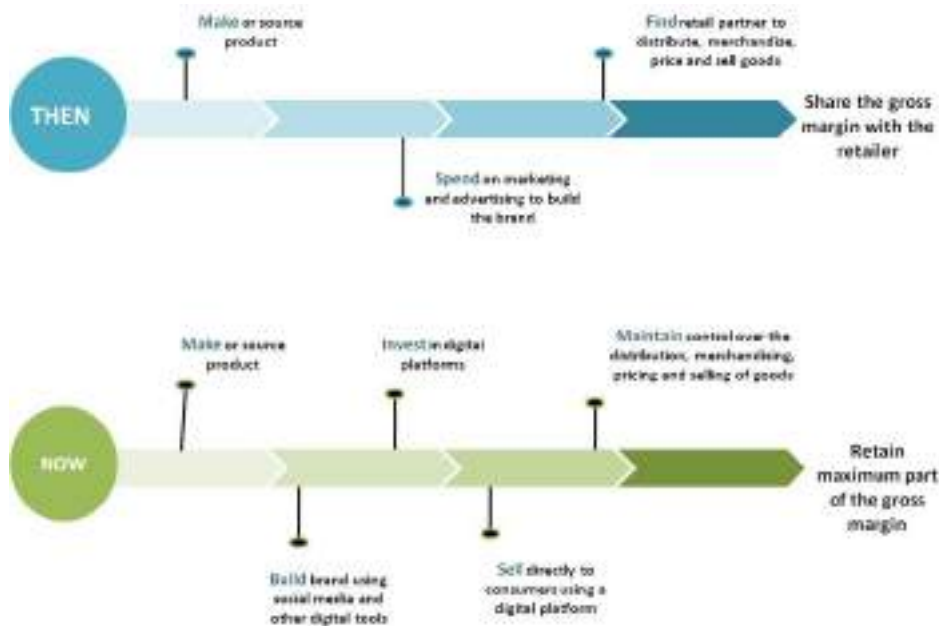 Make or source
product
Find retail partner to
distribute, merchandize,
price and sell goods
THEN
Share the gross
margin with the
retailer
Spend on marketing
and advertising to build
the brand
Make or source
product
Invest in digital
platforms
Maintain control over the
distribution, merchandising,
pricing and selling of goods
NOW
Retain
maximum part
of the gross
margin
Build brand using
social media and
other digital tools
Sell directly to
consumers using a
digital platform